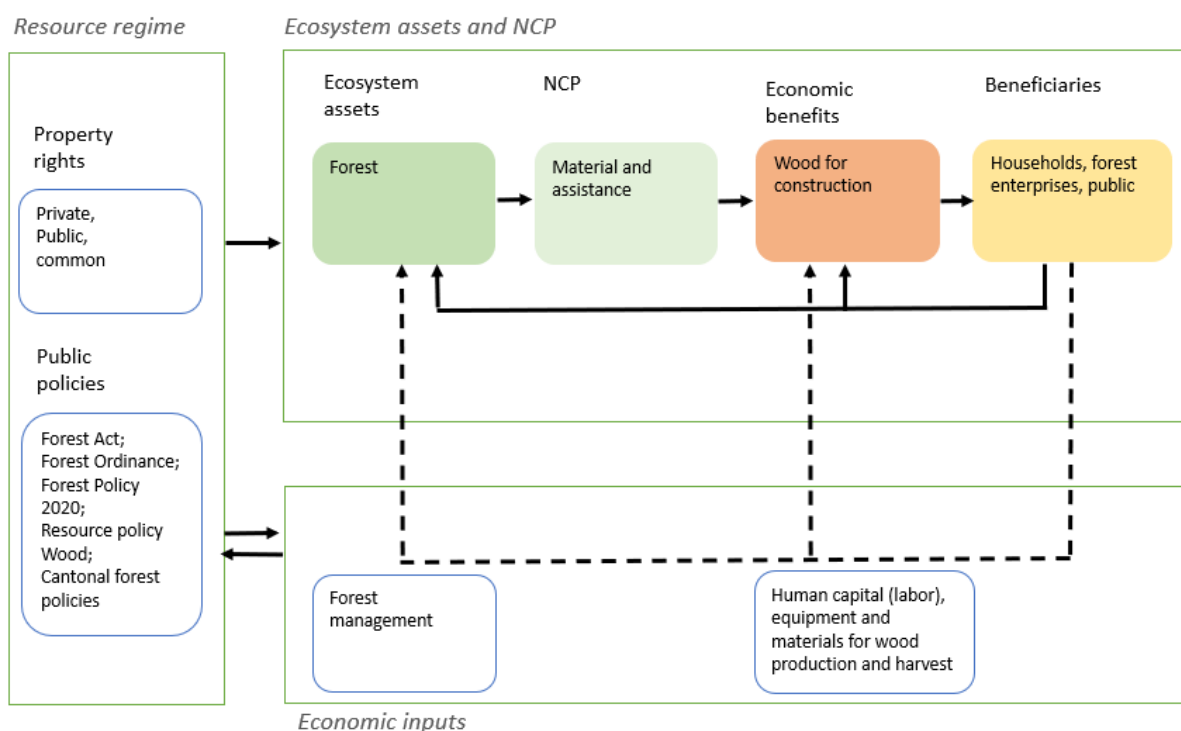 Resource regime
Property
rights
Private,
Public,
common
Public
policies
Forest Act;
Forest Ordinance;
Forest Policy
2020;
Resource policy
Wood;
Cantonal forest
policies
Ecosystem assets and NCP
Ecosystem
assets
NCP
Economic
benefits
Beneficiaries
Forest
Material and
assistance
Wood for
construction
Households, forest
enterprises, public
Forest
management
Human capital (labor),
equipment and
materials for wood
production and harvest
Economic inputs